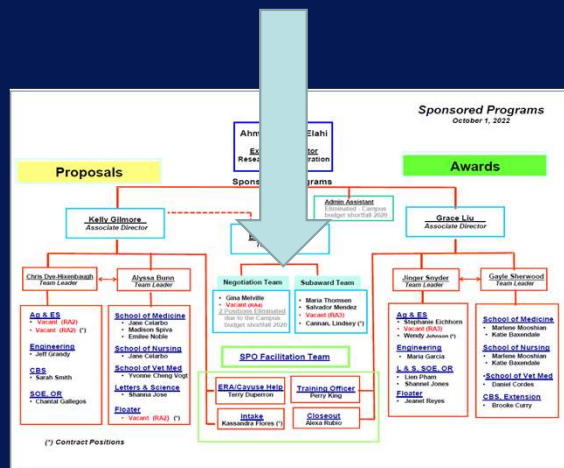 Sponsored Programs
October 1, 2022
Elahi
Proposals
Awards
Kelly Gilmore
Associate Director
Admin Assistant
Eliminated - Campus
budget shortfall 2020
Grace Liu
Associate Director
Chris Dye-Hixenbaugh
Team Leader
Alyssa Bunn
Team Leader
Jinger Snyder
Team Leader
Gayle Sherwood
Team Leader
Ag & ES
• Vacant (RA2)
• Vacant (RA2) (*)
Engineering
• Jeff Grandy
CBS
• Sarah Smith
SOE, OR
• Chantal Gallegos
School of Medicine
• Jane Celarbo
• Madison Spiva
• Emilee Noble
School of Nursing
• Jane Celarbo
School of Vet Med
• Yvonne Cheng Vogt
Letters & Science
• Shanna Jose
Floater
• Vacant (RA2) (*)
Negotiation Team
• Gina Melville
• Vacant (RA4)
2 Positions Eliminated
due to the Campus
budget shortfall 2020
Subaward Team
• Maria Thomsen
• Salvador Mendez
• Vacant (RA3)
• Cannan, Lindsey (*)
SPO Facilitation Team
ERA/Cayuse Help
Terry Duperron
Training Officer
Perry King
Intake
Kassandra Flores (*)
Closeout
Alexa Rubio
Ag & ES
• Stephanie Eichhorn
• Vacant (RA3)
• Wendy Johnson (*)
Engineering
• Maria Garcia
L & S, SOE, OR
• Lien Pham
• Shannel Jones
Floater
• Jeanet Reyes
School of Medicine
• Marlene Mooshian
• Katie Baxendale
School of Nursing
• Marlene Mooshian
• Katie Baxendale
•School of Vet Med
• Daniel Cordes
CBS, Extension
• Brooke Curry
(*) Contract Positions